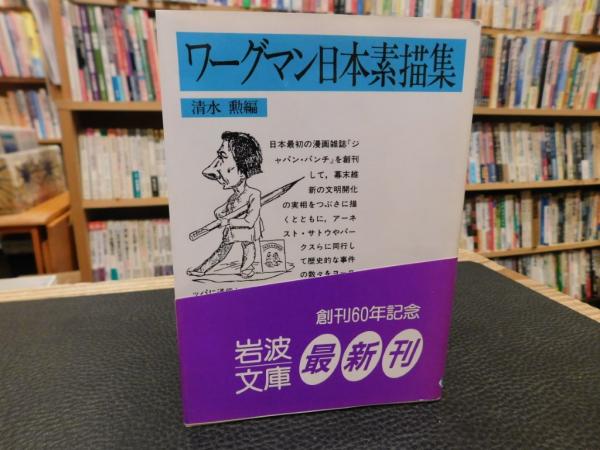 ワーグマン日本素描集
清水 勲編
日本最初の漫画雑誌『ジ
ャパン・パンチ』を創刊
して，幕末維
新の文明開化
の実相をつぶさに描
くとともに，アーネ
スト・サトウやパー
クスらに同行し
て歴史的な事件
の数々をヨーロ
創刊60年記念
岩波
文庫
最新刊